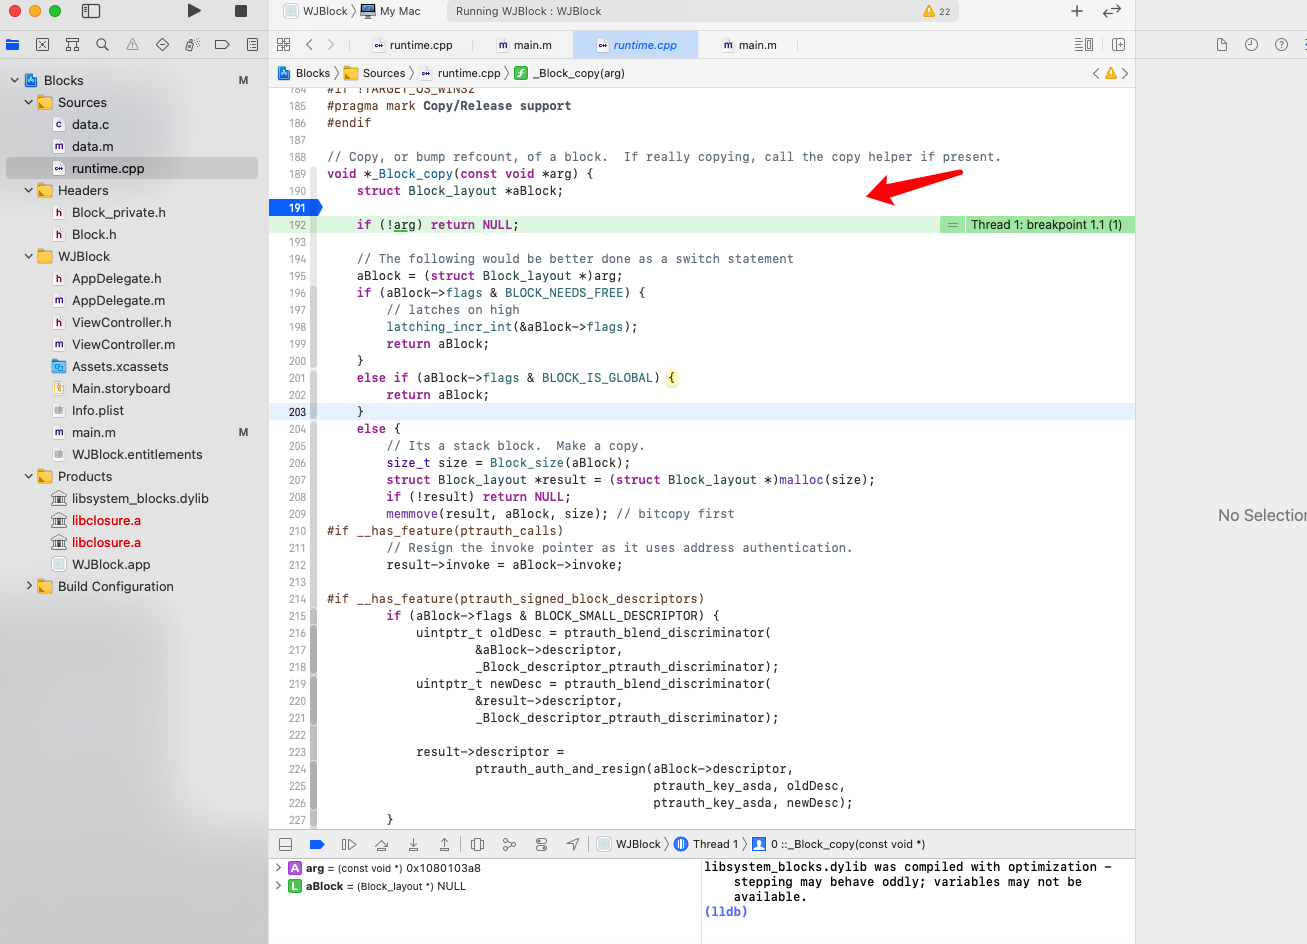 WJBlock
My Mac
Running WJBlock : WJBlock
22
runtime.cpp
main.m
runtime.cpp
main.m
Blocks
Sources
runtime.cpp
_Block_copy(arg)
Blocks M
Sources
data.c
data.m
runtime.cpp
Headers
Block_private.h
Block.h
WJBlock
AppDelegate.h
AppDelegate.m
ViewController.h
ViewController.m
Assets.xcassets
Main.storyboard
Info.plist
main.m M
WJBlock.entitlements
Products
libsystem_blocks.dylib
libclosure.a
libclosure.a
WJBlock.app
Build Configuration
184 #if !TARGET_OS_WIN32
185 #pragma mark Copy/Release support
186 #endif
187
188 // Copy, or bump refcount, of a block.  If really copying, call the copy helper if present.
189 void *_Block_copy(const void *arg) {
190     struct Block_layout *aBlock;
191
192     if (!arg) return NULL; = Thread 1: breakpoint 1.1 (1)
193
194     // The following would be better done as a switch statement
195     aBlock = (struct Block_layout *)arg;
196     if (aBlock->flags & BLOCK_NEEDS_FREE) {
197         // latches on high
198         latching_incr_int(&aBlock->flags);
199         return aBlock;
200     }
201     else if (aBlock->flags & BLOCK_IS_GLOBAL) {
202         return aBlock;
203     }
204     else {
205         // Its a stack block.  Make a copy.
206         size_t size = Block_size(aBlock);
207         struct Block_layout *result = (struct Block_layout *)malloc(size);
208         if (!result) return NULL;
209         memmove(result, aBlock, size); // bitcopy first
210 #if __has_feature(ptrauth_calls)
211         // Resign the invoke pointer as it uses address authentication.
212         result->invoke = aBlock->invoke;
213
214 #if __has_feature(ptrauth_signed_block_descriptors)
215         if (aBlock->flags & BLOCK_SMALL_DESCRIPTOR) {
216             uintptr_t oldDesc = ptrauth_blend_discriminator(
217                     &aBlock->descriptor,
218                     _Block_descriptor_ptrauth_discriminator);
219             uintptr_t newDesc = ptrauth_blend_discriminator(
220                     &result->descriptor,
221                     _Block_descriptor_ptrauth_discriminator);
222
223             result->descriptor =
224                     ptrauth_auth_and_resign(aBlock->descriptor,
225                                             ptrauth_key_asda, oldDesc,
226                                             ptrauth_key_asda, newDesc);
227         }
No Selection
WJBlock
Thread 1
0 ::_Block_copy(const void *)
A arg = (const void *) 0x1080103a8
L aBlock = (Block_layout *) NULL
libsystem_blocks.dylib was compiled with optimization -
stepping may behave oddly; variables may not be
available.
(lldb)